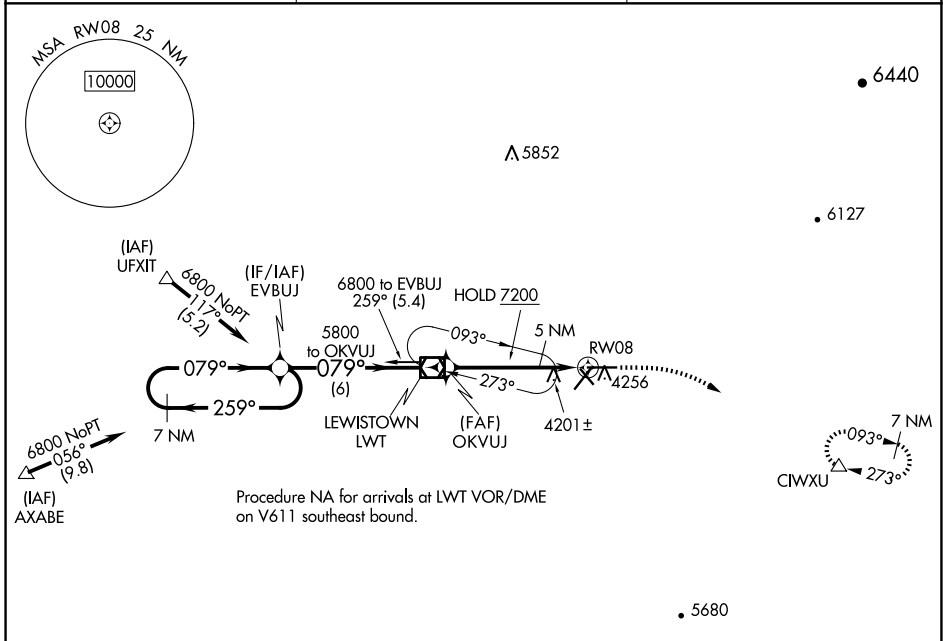 MSA RW08 25 NM
10000
6440
5852
6127
(IAF)
UFXIT
6800 NoPT
117°
(5.2)
(IF/IAF)
EVBUJ
6800 to EVBUJ
259° (5.4)
HOLD 7200
5800
to OKVUJ
079°
(6)
093°
5 NM
RW08
079°
273°
4256
259°
7 NM
LEWISTOWN
LWT
(FAF)
OKVUJ
4201±
6800 NoPT
056°
(9.8)
(IAF)
AXABE
093°
7 NM
273°
CIWXU
Procedure NA for arrivals at LWT VOR/DME
on V611 southeast bound.
5680